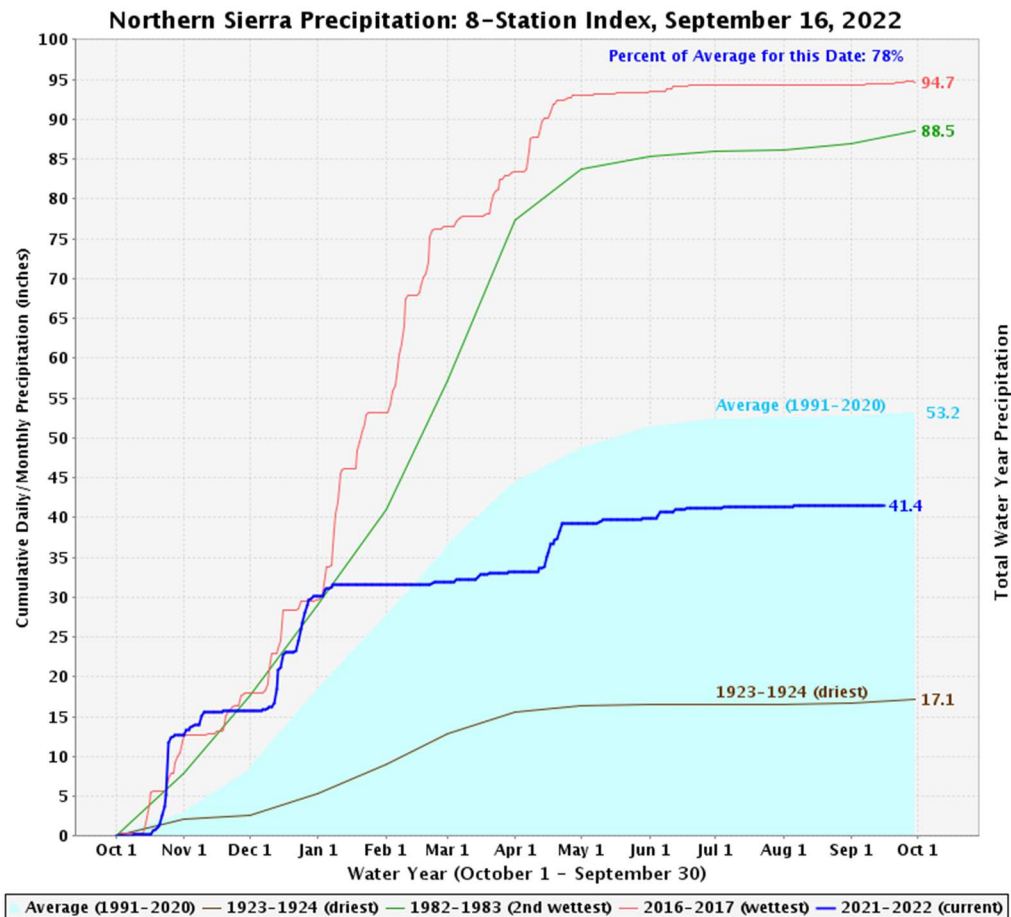 Northern Sierra Precipitation: 8-Station Index, September 16, 2022
Percent of Average for this Date: 78%
Cumulative Daily/Monthly Precipitation (inches)
100
95
90
85
80
75
70
65
60
55
50
45
40
35
30
25
20
15
10
5
0
94.7
88.5
Average (1991-2020)
53.2
41.4
1923-1924 (driest)
17.1
Total Water Year Precipitation
Oct 1 Nov 1 Dec 1 Jan 1 Feb 1 Mar 1 Apr 1 May 1 Jun 1 Jul 1 Aug 1 Sep 1 Oct 1
Water Year (October 1 - September 30)
Average (1991-2020) 1923-1924 (driest) 1982-1983 (2nd wettest) 2016-2017 (wettest) 2021-2022 (current)